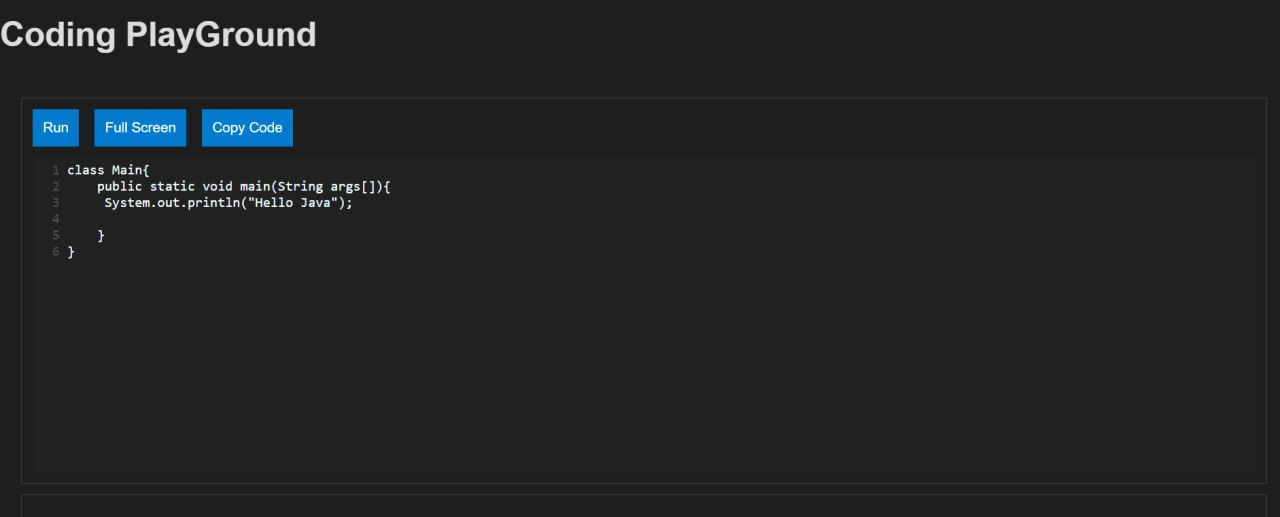 Coding PlayGround
Run Full Screen Copy Code
1 class Main{
2     public static void main(String args[]){
3      System.out.println("Hello Java");
4
5     }
6 }